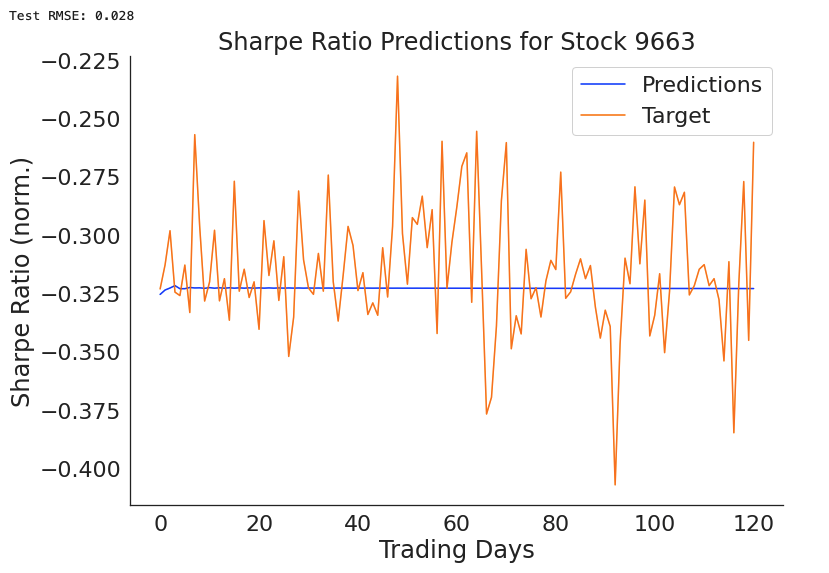 Test RMSE: 0.028
Sharpe Ratio Predictions for Stock 9663
Predictions
Target
Sharpe Ratio (norm.)
−0.225
−0.250
−0.275
−0.300
−0.325
−0.350
−0.375
−0.400
0 20 40 60 80 100 120
Trading Days